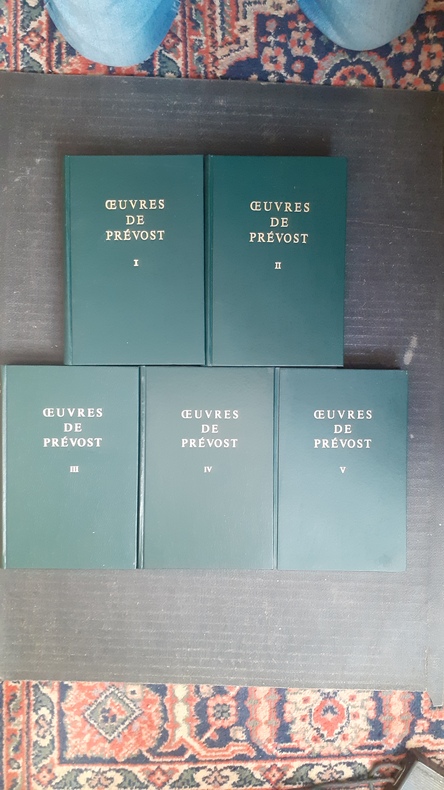 ŒUVRES
DE
PRÉVOST
I
ŒUVRES
DE
PRÉVOST
II
ŒUVRES
DE
PRÉVOST
III
ŒUVRES
DE
PRÉVOST
IV
ŒUVRES
DE
PRÉVOST
V